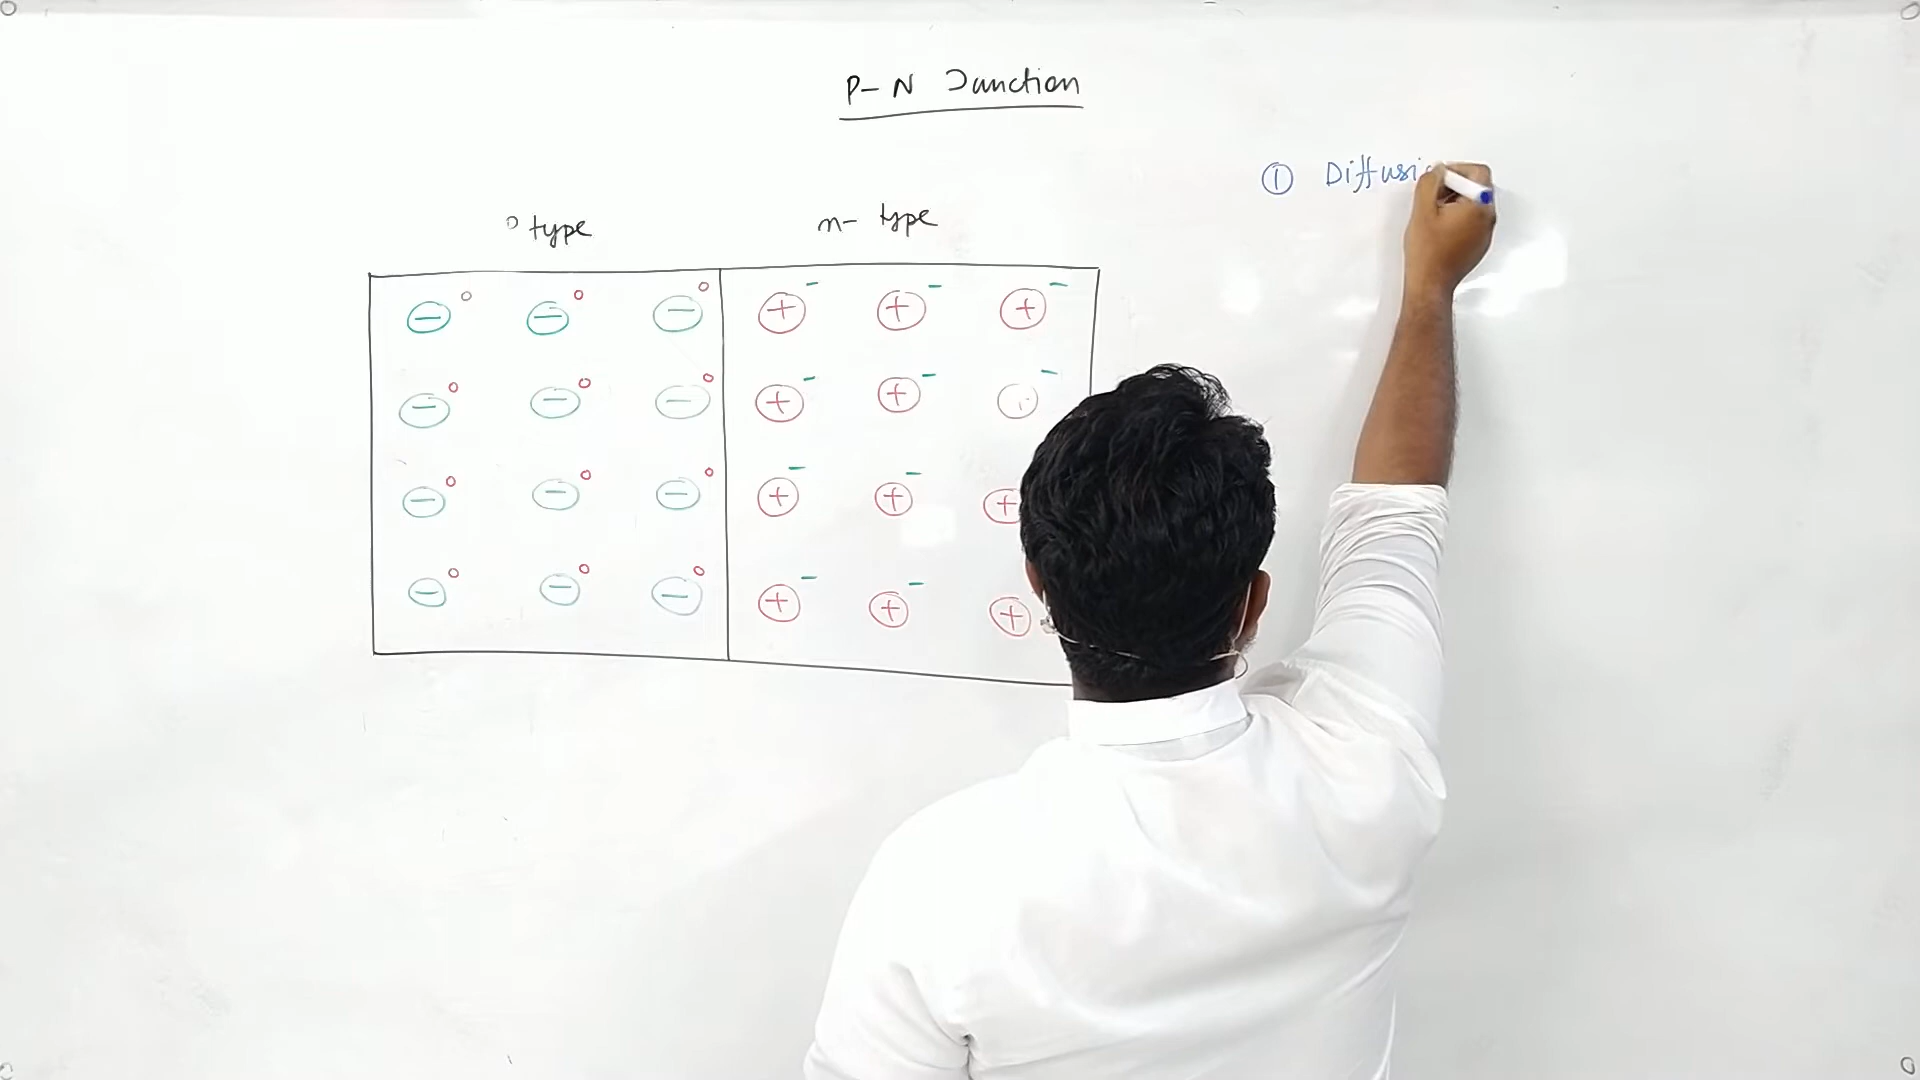 P-N Junction
① Diffusi
type
n- type